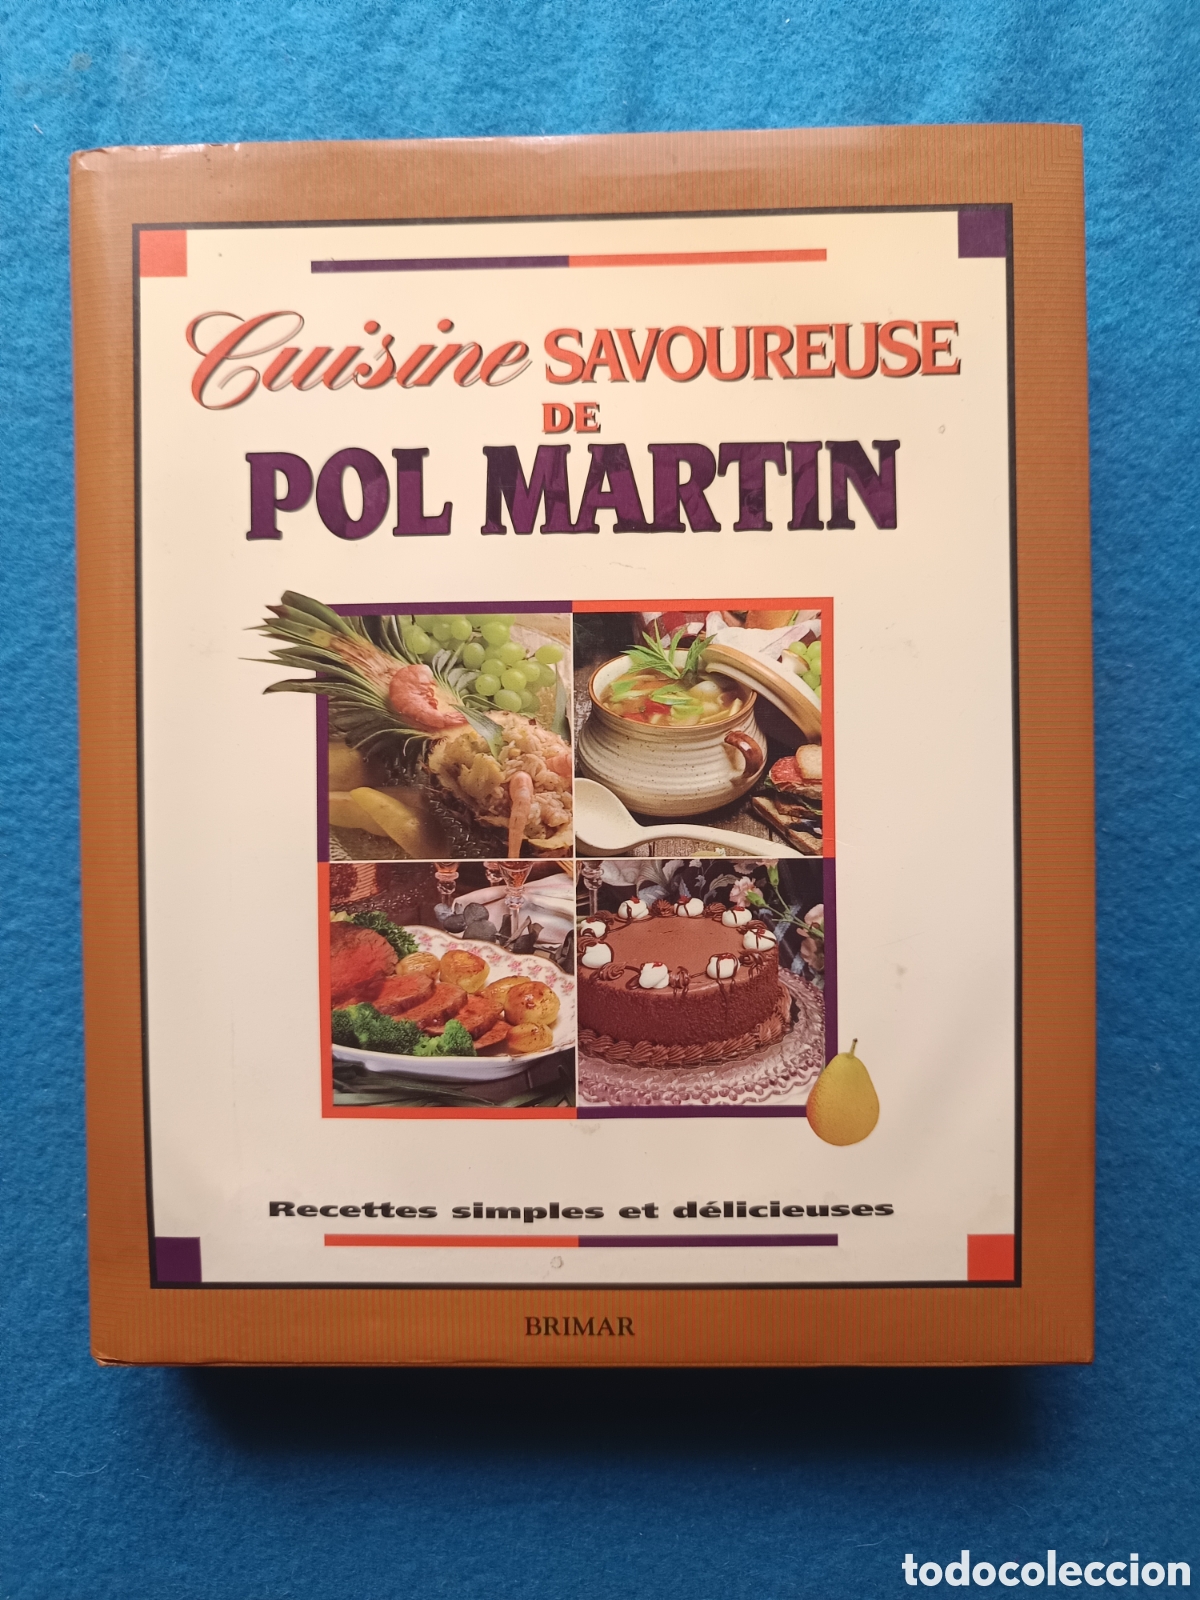 Cuisine SAVOUREUSE
DE
POL MARTIN
Recettes simples et délicieuses
BRIMAR
todocoleccion